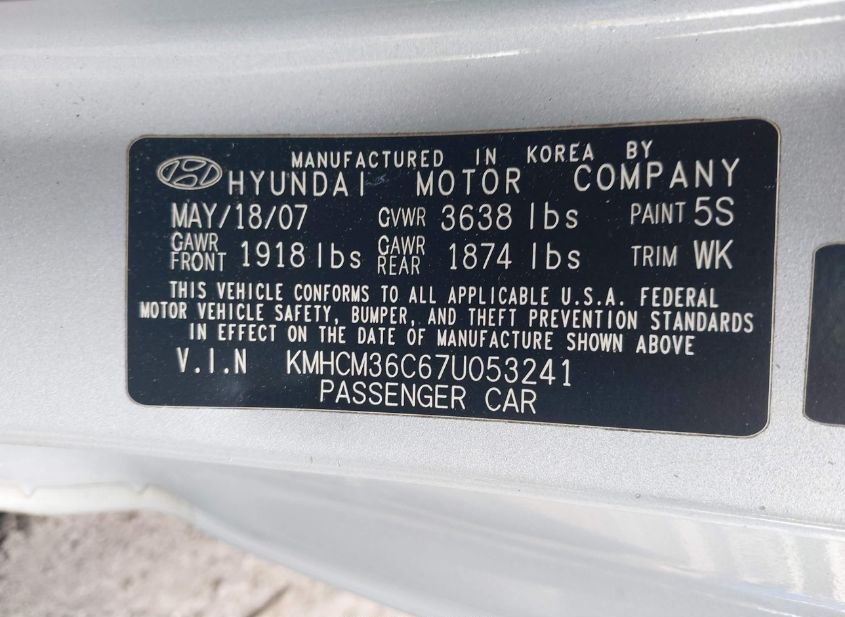 MANUFACTURED IN KOREA BY
HYUNDAI MOTOR COMPANY
MAY/18/07 GVWR 3638 lbs PAINT 5S
GAWR FRONT 1918 lbs GAWR REAR 1874 lbs TRIM WK
THIS VEHICLE CONFORMS TO ALL APPLICABLE U.S.A. FEDERAL
MOTOR VEHICLE SAFETY, BUMPER, AND THEFT PREVENTION STANDARDS
IN EFFECT ON THE DATE OF MANUFACTURE SHOWN ABOVE
V.I.N KMHCM36C67U053241
PASSENGER CAR